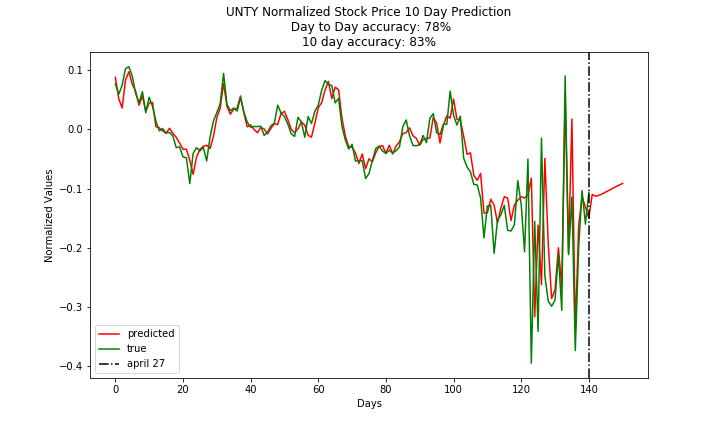 UNTY Normalized Stock Price 10 Day Prediction
Day to Day accuracy: 78%
10 day accuracy: 83%
Normalized Values
0.1
0.0
−0.1
−0.2
−0.3
−0.4
predicted
true
april 27
0 20 40 60 80 100 120 140
Days